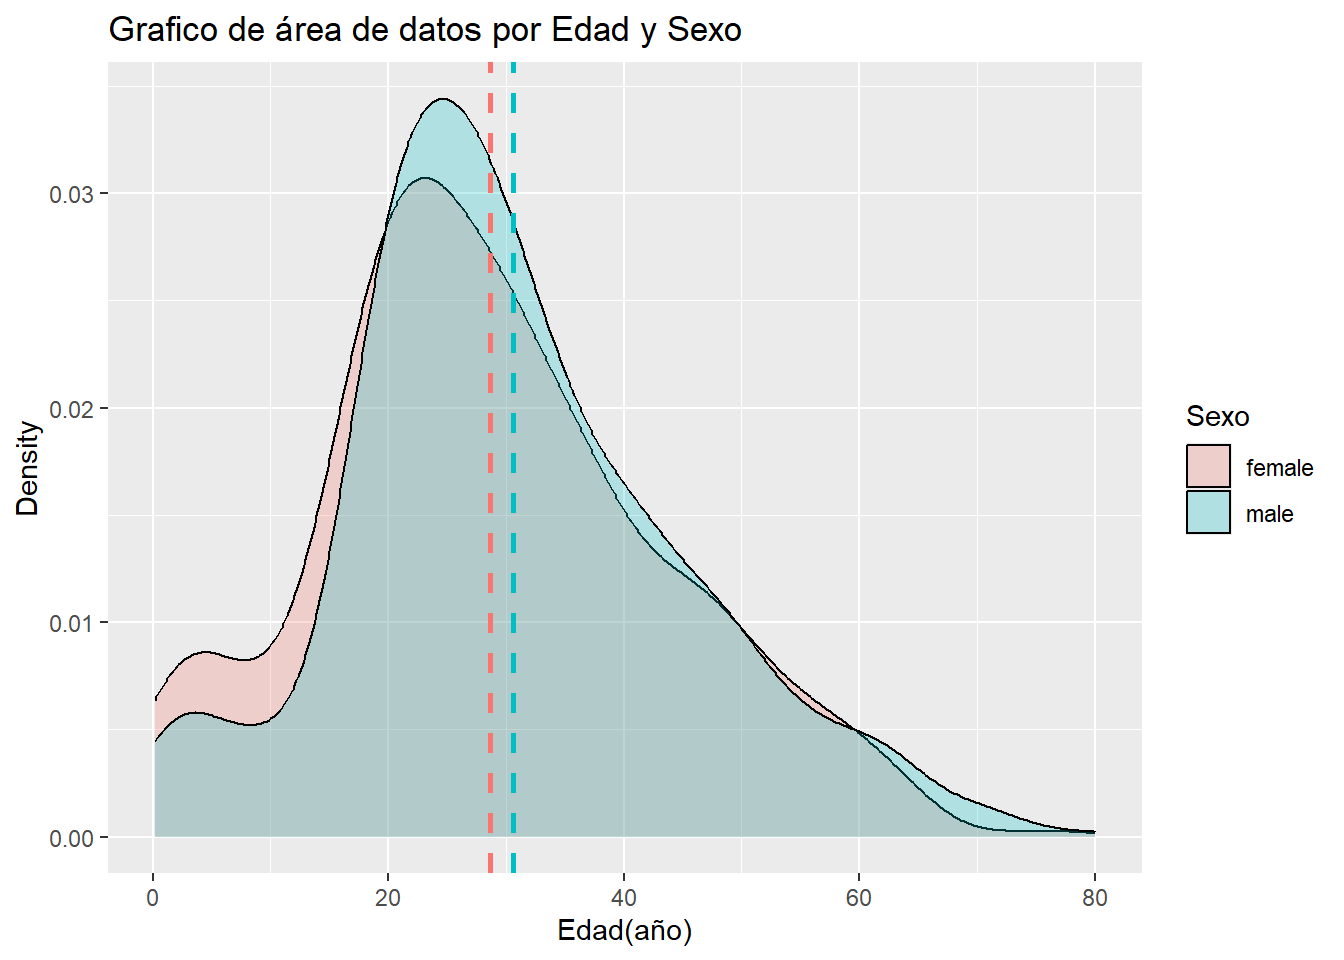 Grafico de área de datos por Edad y Sexo
Density
0.03
0.02
0.01
0.00
0
20
40
60
80
Edad(año)
Sexo
female
male